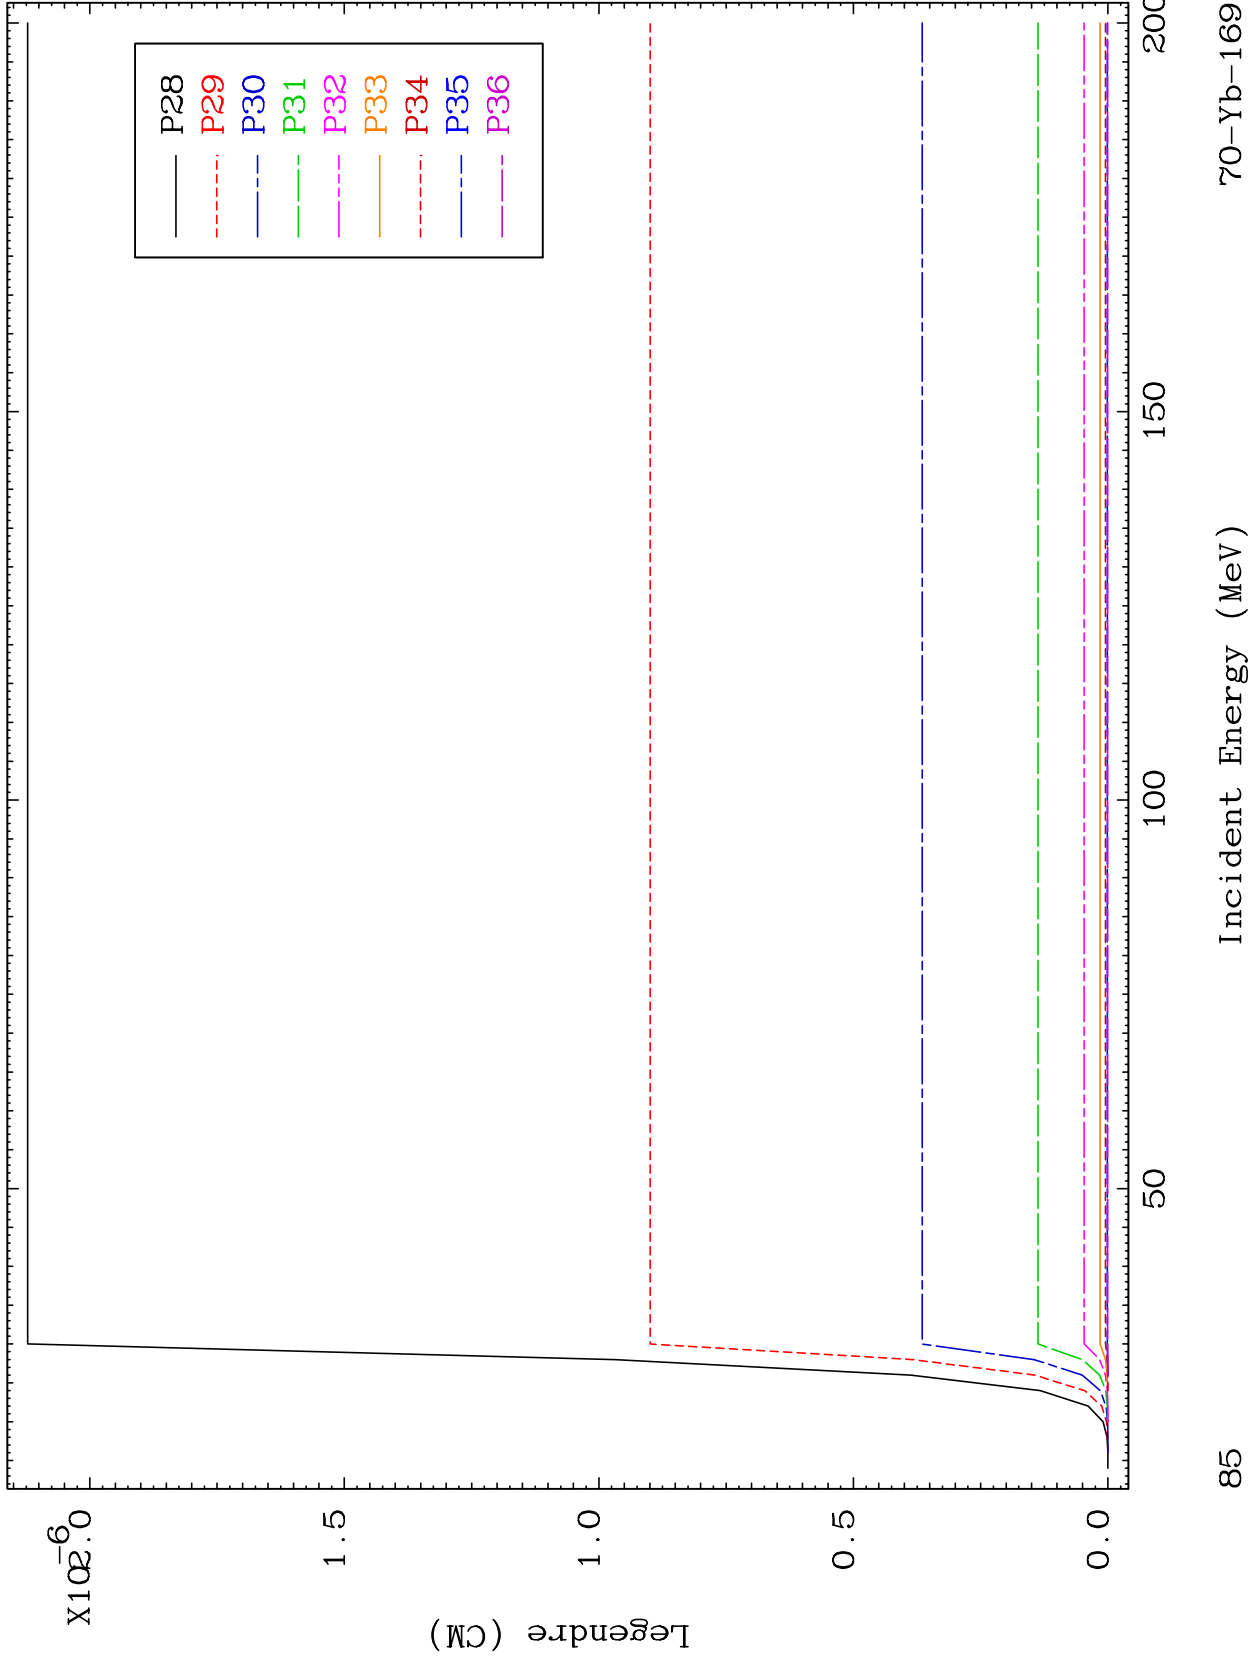 X10-6
2.0
1.5
1.0
0.5
0.0
Legendre (CM)
P28
P29
P30
P31
P32
P33
P34
P35
P36
50
100
150
200
Incident Energy (MeV)
85
70-Yb-169